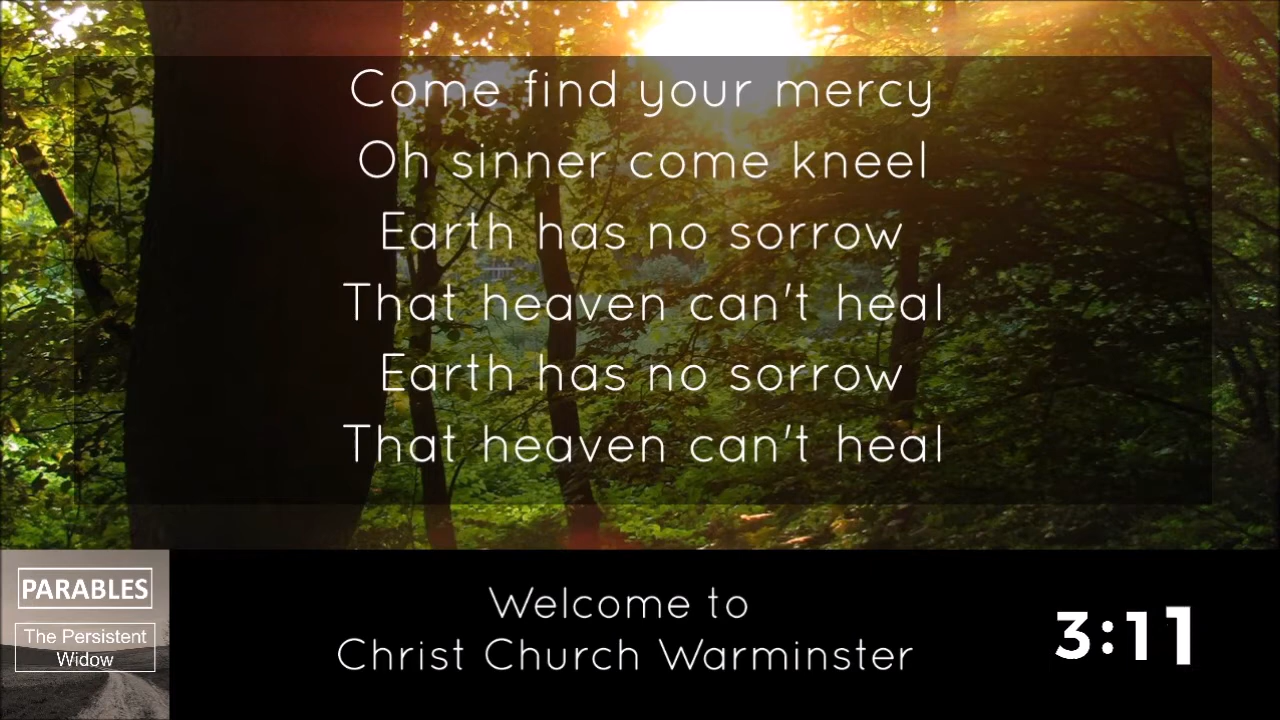 Come find your mercy
Oh sinner come kneel
Earth has no sorrow
That heaven can't heal
Earth has no sorrow
That heaven can't heal
PARABLES
The Persistent
Widow
Welcome to
Christ Church Warminster
3:11